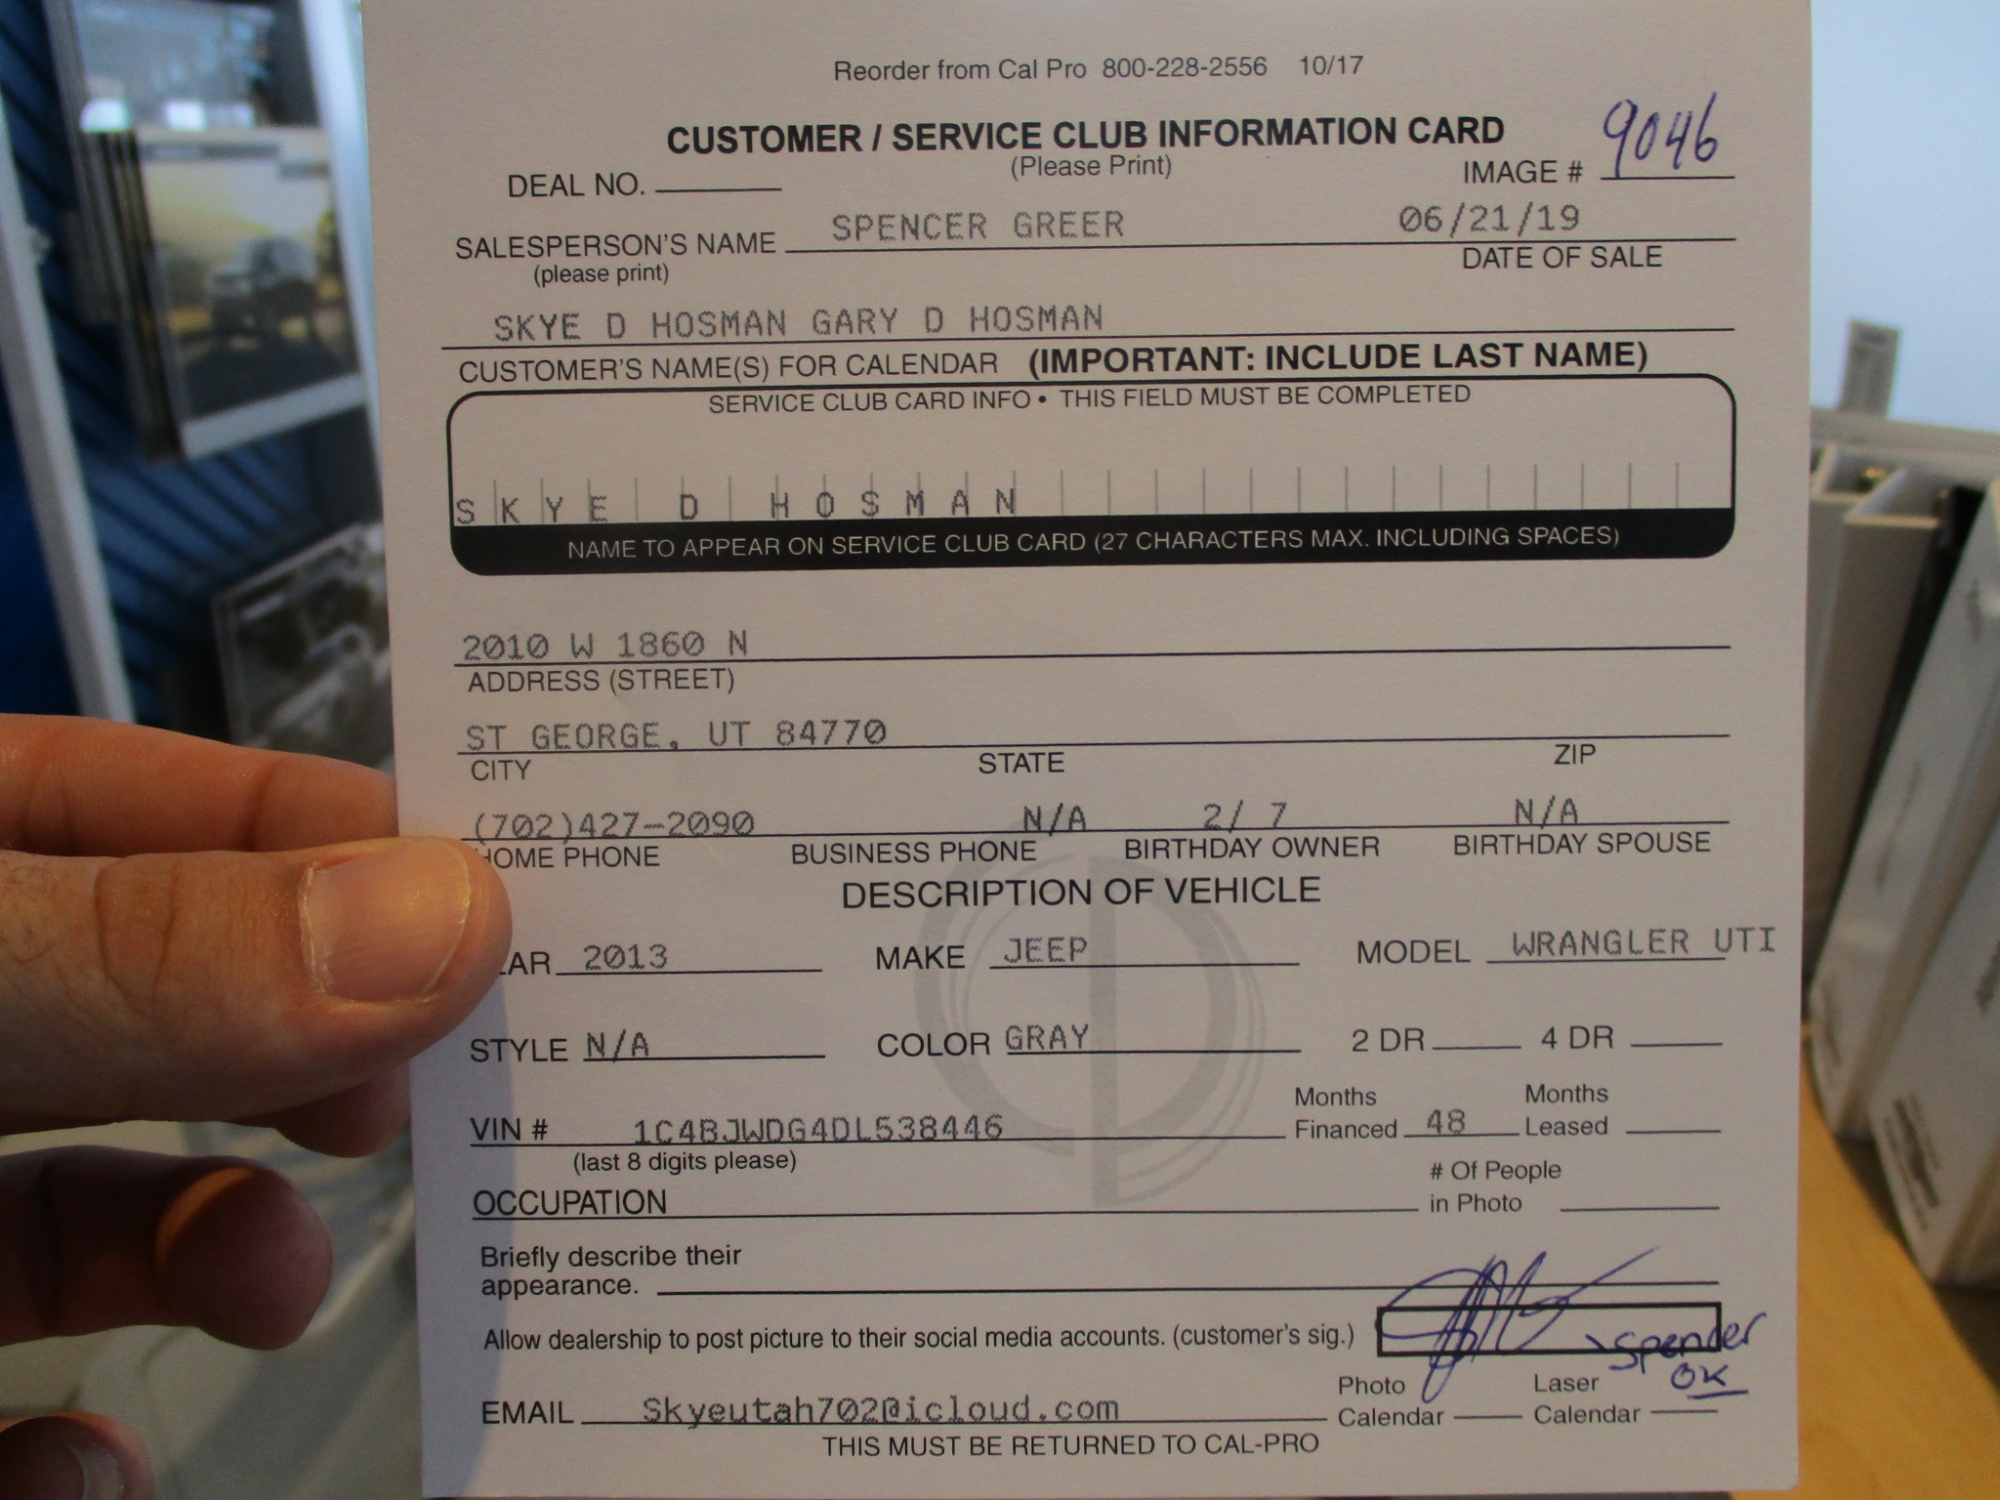 Reorder from Cal Pro 800-228-2556 10/17
CUSTOMER / SERVICE CLUB INFORMATION CARD
(Please Print)
DEAL NO. IMAGE # 9046
SALESPERSON'S NAME SPENCER GREER 06/21/19
(please print) DATE OF SALE
SKYE D HOSMAN GARY D HOSMAN
CUSTOMER'S NAME(S) FOR CALENDAR (IMPORTANT: INCLUDE LAST NAME)
SERVICE CLUB CARD INFO • THIS FIELD MUST BE COMPLETED
SKYE D HOSMAN
NAME TO APPEAR ON SERVICE CLUB CARD (27 CHARACTERS MAX. INCLUDING SPACES)
2010 W 1860 N
ADDRESS (STREET)
ST GEORGE, UT 84770
CITY STATE ZIP
(702)427-2090 N/A 2/ 7 N/A
HOME PHONE BUSINESS PHONE BIRTHDAY OWNER BIRTHDAY SPOUSE
DESCRIPTION OF VEHICLE
AR 2013 MAKE JEEP MODEL WRANGLER UTI
STYLE N/A COLOR GRAY 2 DR 4 DR
Months Months
VIN # 1C4BJWDG4DL538446 Financed 48 Leased
(last 8 digits please) # Of People
OCCUPATION in Photo
Briefly describe their
appearance.
Allow dealership to post picture to their social media accounts. (customer's sig.) Spencer
OK
Photo Laser
EMAIL Skyeutah702@icloud.com Calendar Calendar
THIS MUST BE RETURNED TO CAL-PRO